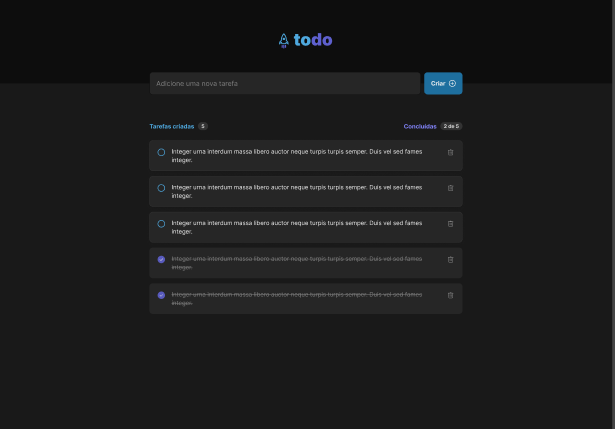 todo
Adicione uma nova tarefa
Criar
Tarefas criadas 5
Concluídas 2 de 5
Integer urna interdum massa libero auctor neque turpis turpis semper. Duis vel sed fames
integer.
Integer urna interdum massa libero auctor neque turpis turpis semper. Duis vel sed fames
integer.
Integer urna interdum massa libero auctor neque turpis turpis semper. Duis vel sed fames
integer.
Integer urna interdum massa libero auctor neque turpis turpis semper. Duis vel sed fames
integer.
Integer urna interdum massa libero auctor neque turpis turpis semper. Duis vel sed fames
integer.